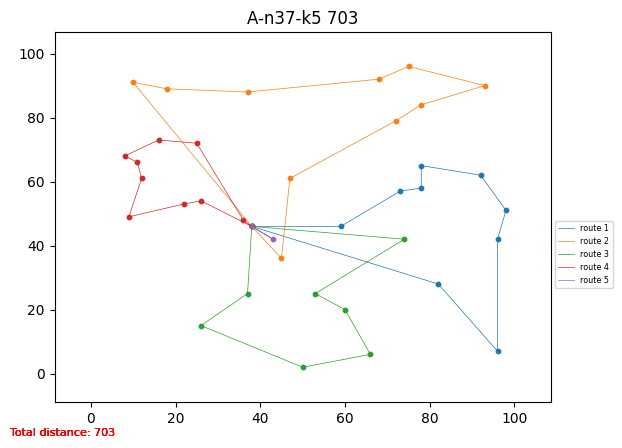 A-n37-k5 703
100
80
60
40
20
0
0 20 40 60 80 100
route 1
route 2
route 3
route 4
route 5
Total distance: 703